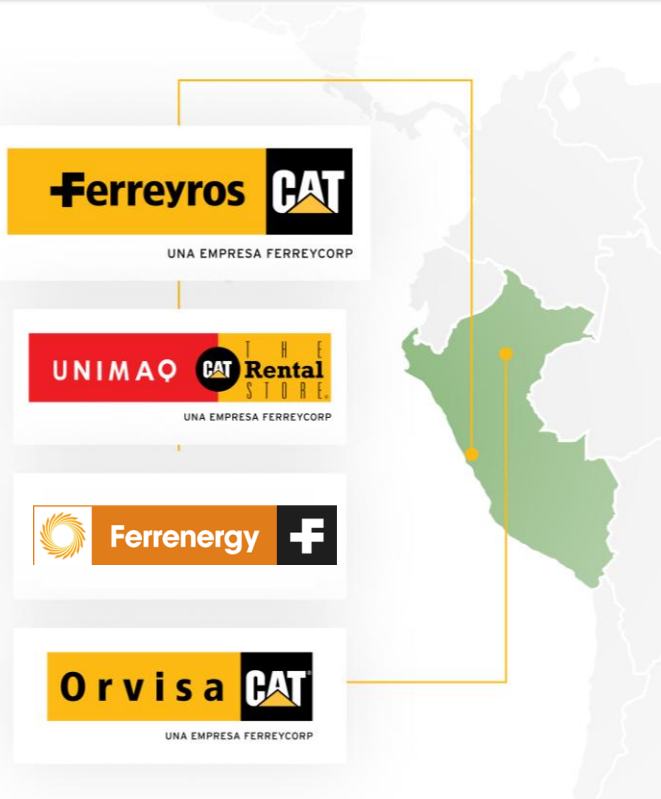 Ferreyros CAT
UNA EMPRESA FERREYCORP
UNIMAQ CAT THE
Rental
STORE
UNA EMPRESA FERREYCORP
Ferrenergy F
Orvisa CAT
UNA EMPRESA FERREYCORP